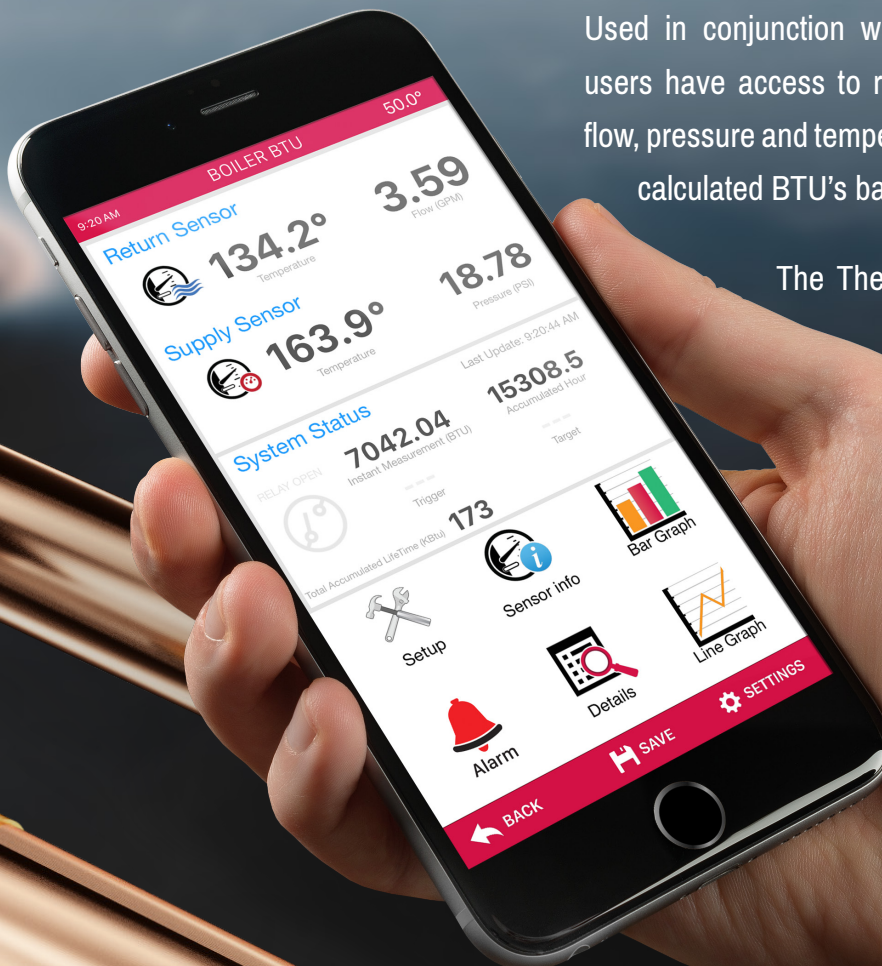 Used in conjunction
users have access to
flow, pressure and
calculated BTU's
The
9:20 AM BOILER BTU 50.0°
Return Sensor
134.2° 3.59
Temperature Flow (GPM)
Supply Sensor
163.9° 18.78
Temperature Pressure (PSI)
System Status Last Update: 9:20:44 AM
RELAY OPEN 7042.04 15308.5
Instant Measurement (BTU) Accumulated Hour
--- ---
Trigger Target
Total Accumulated LifeTime (KBtu) 173
Setup Sensor info Bar Graph
Alarm Details Line Graph
BACK SAVE SETTINGS